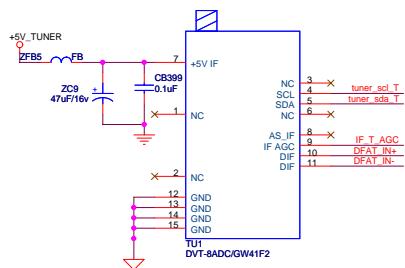 +5V_TUNER
ZFB5 FB
7 +5V IF
CB399
0.1uF
ZC9
47uF/16v
1 NC
2 NC
12 GND
13 GND
14 GND
15 GND
NC 3
SCL 4 tuner_scl_T
SDA 5 tuner_sda_T
NC 6
AS_IF 8
IF AGC 9 IF_T_AGC
DIF 10 DFAT_IN+
DIF 11 DFAT_IN-
TU1
DVT-8ADC/GW41F2